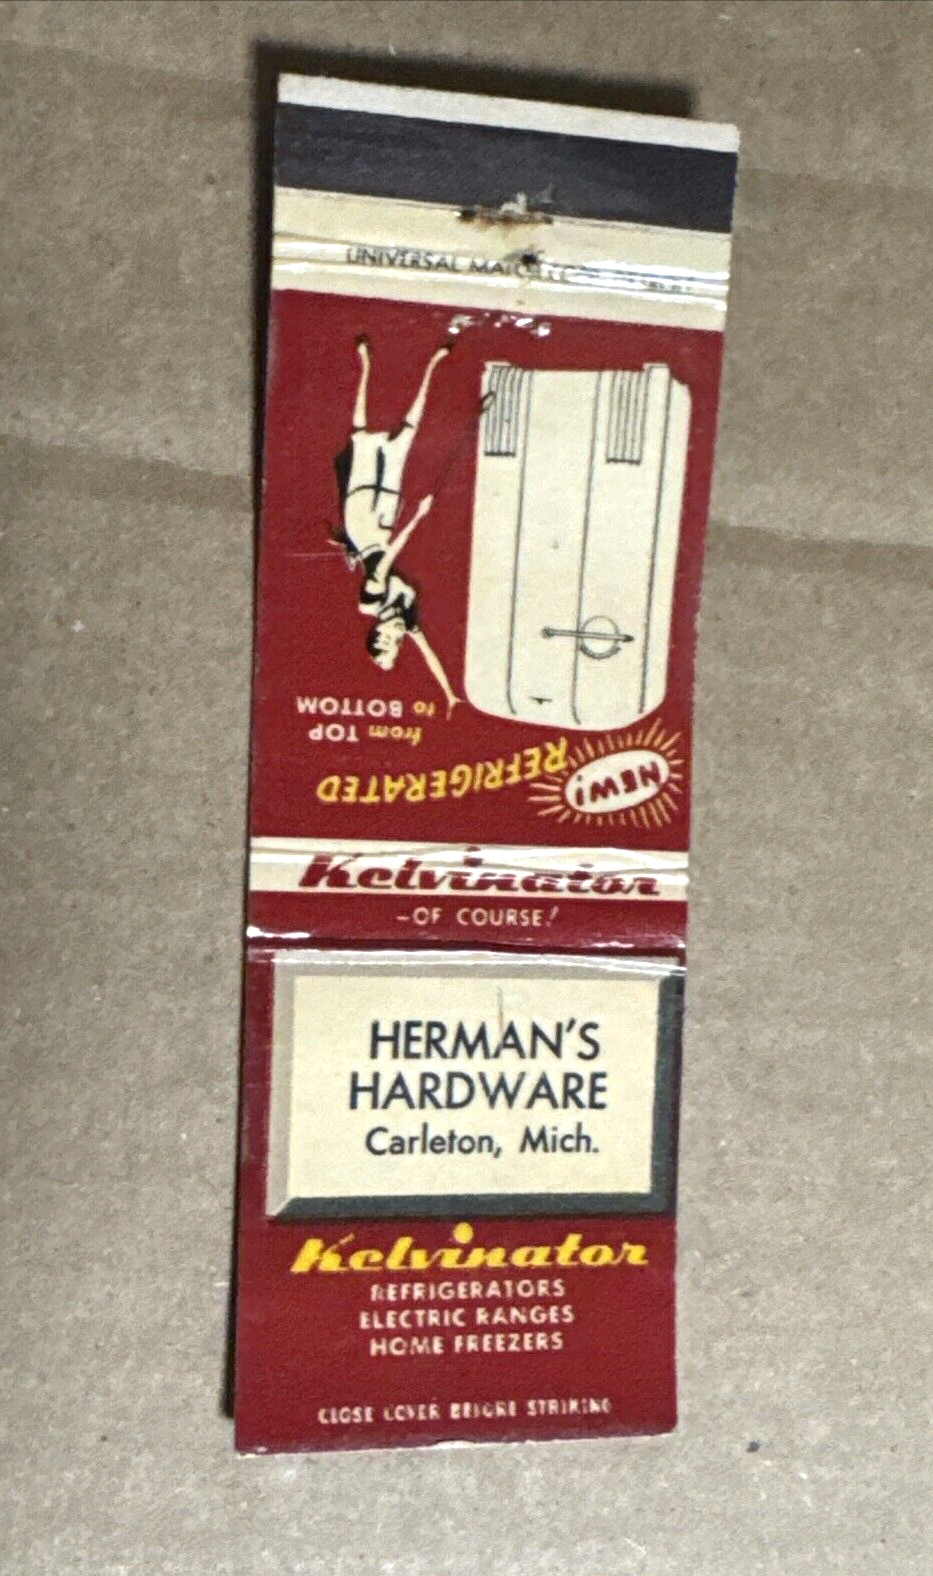 UNIVERSAL MATCH
NEW!
REFRIGERATED
from TOP
to BOTTOM
Kelvinator
-OF COURSE!
HERMAN'S
HARDWARE
Carleton, Mich.
Kelvinator
REFRIGERATORS
ELECTRIC RANGES
HOME FREEZERS
CLOSE COVER BEFORE STRIKING